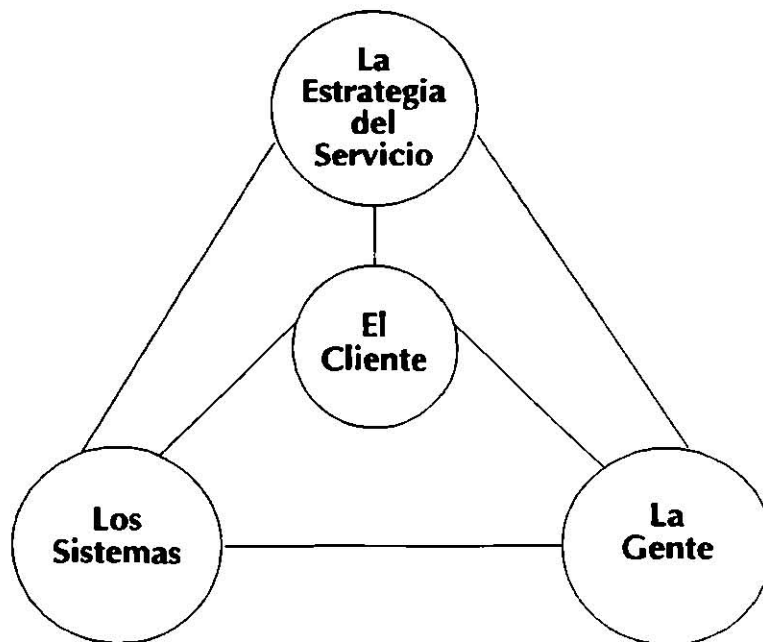 La
Estrategia
del
Servicio
El
Cliente
Los
Sistemas
La
Gente